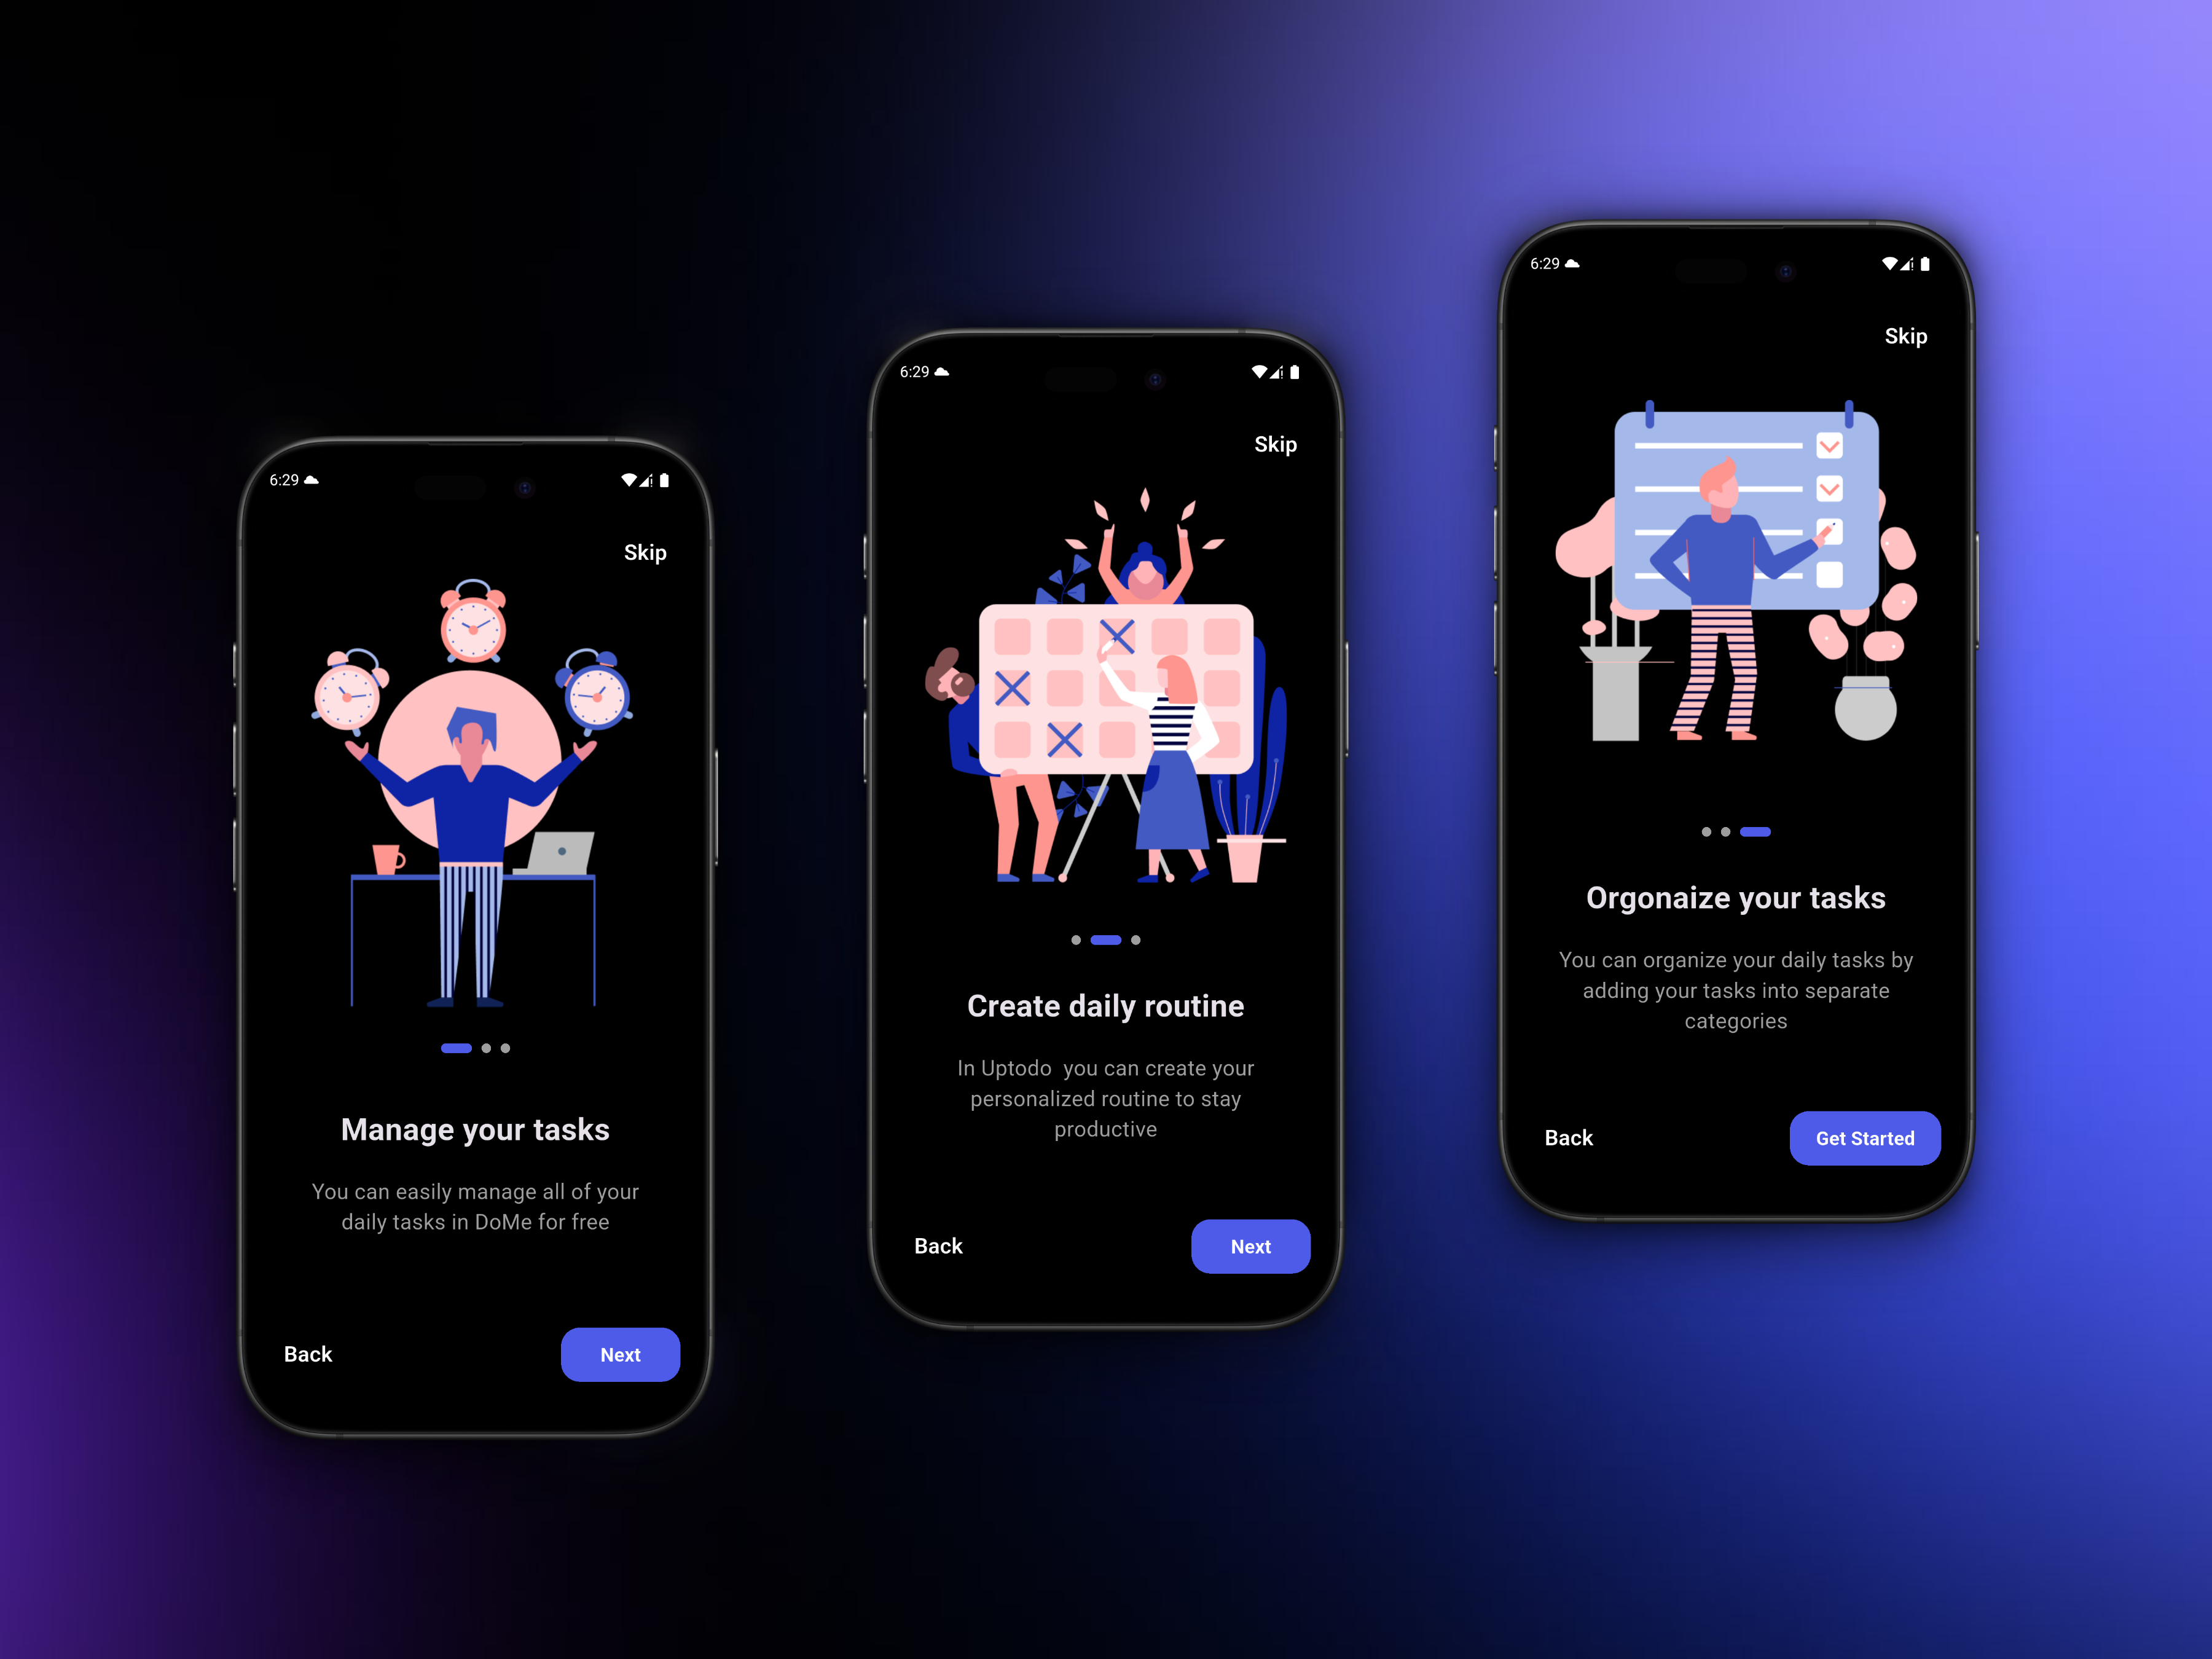 6:29
Skip
Manage your tasks
You can easily manage all of your
daily tasks in DoMe for free
Back
Next
6:29
Skip
Create daily routine
In Uptodo  you can create your
personalized routine to stay
productive
Back
Next
6:29
Skip
Orgonaize your tasks
You can organize your daily tasks by
adding your tasks into separate
categories
Back
Get Started